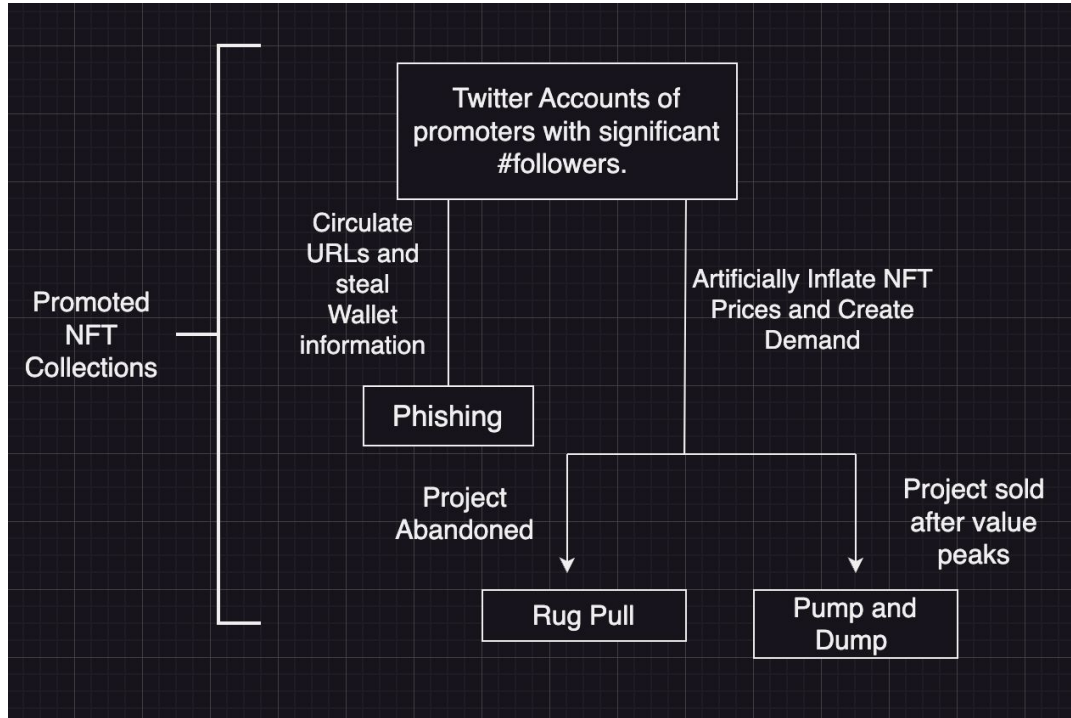 Twitter Accounts of
promoters with significant
#followers.
Circulate
URLs and
steal
Wallet
information
Artificially Inflate NFT
Prices and Create
Demand
Promoted
NFT
Collections
Phishing
Project
Abandoned
Project sold
after value
peaks
Rug Pull
Pump and
Dump